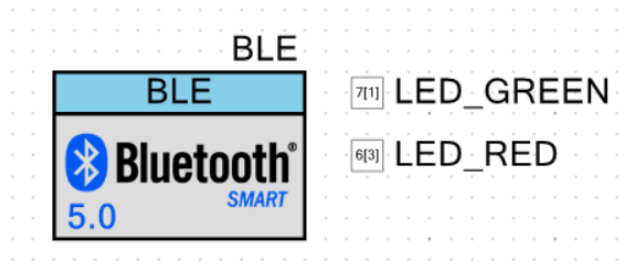 BLE
BLE
Bluetooth®
SMART
5.0
7[1] LED_GREEN
6[3] LED_RED